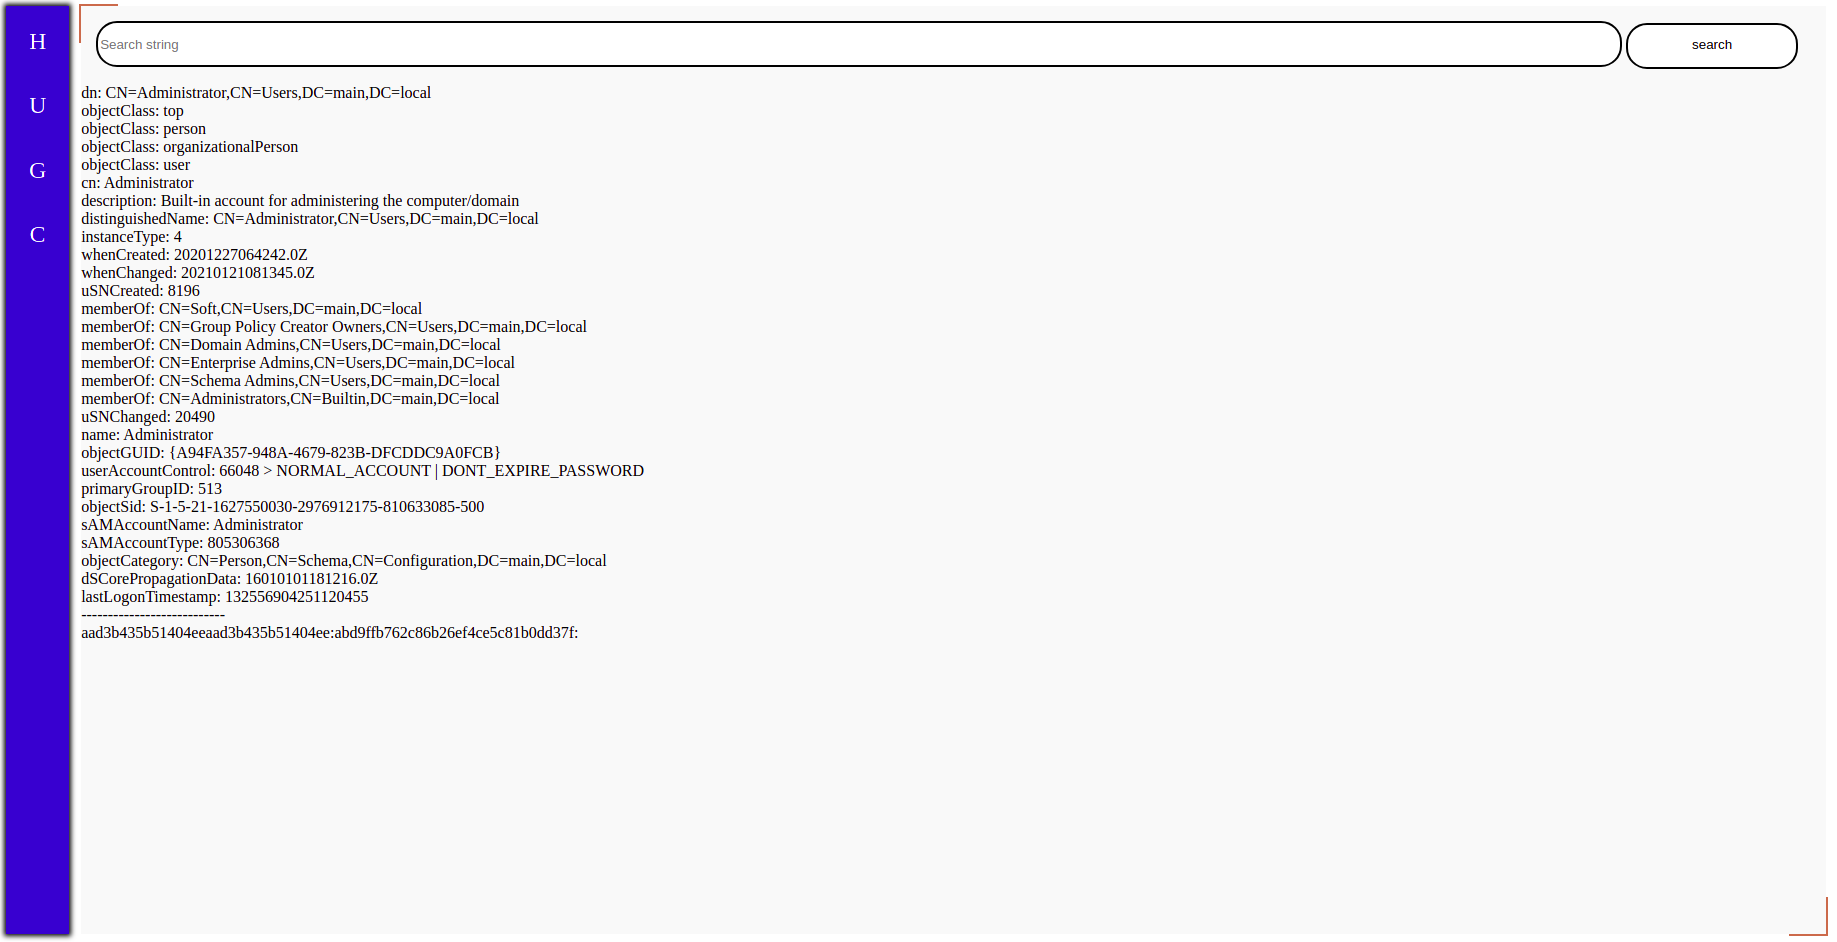 H
U
G
C
Search string
search
dn: CN=Administrator,CN=Users,DC=main,DC=local
objectClass: top
objectClass: person
objectClass: organizationalPerson
objectClass: user
cn: Administrator
description: Built-in account for administering the computer/domain
distinguishedName: CN=Administrator,CN=Users,DC=main,DC=local
instanceType: 4
whenCreated: 20201227064242.0Z
whenChanged: 20210121081345.0Z
uSNCreated: 8196
memberOf: CN=Soft,CN=Users,DC=main,DC=local
memberOf: CN=Group Policy Creator Owners,CN=Users,DC=main,DC=local
memberOf: CN=Domain Admins,CN=Users,DC=main,DC=local
memberOf: CN=Enterprise Admins,CN=Users,DC=main,DC=local
memberOf: CN=Schema Admins,CN=Users,DC=main,DC=local
memberOf: CN=Administrators,CN=Builtin,DC=main,DC=local
uSNChanged: 20490
name: Administrator
objectGUID: {A94FA357-948A-4679-823B-DFCDDC9A0FCB}
userAccountControl: 66048 > NORMAL_ACCOUNT | DONT_EXPIRE_PASSWORD
primaryGroupID: 513
objectSid: S-1-5-21-1627550030-2976912175-810633085-500
sAMAccountName: Administrator
sAMAccountType: 805306368
objectCategory: CN=Person,CN=Schema,CN=Configuration,DC=main,DC=local
dSCorePropagationData: 16010101181216.0Z
lastLogonTimestamp: 132556904251120455
---------------------------
aad3b435b51404eeaad3b435b51404ee:abd9ffb762c86b26ef4ce5c81b0dd37f: